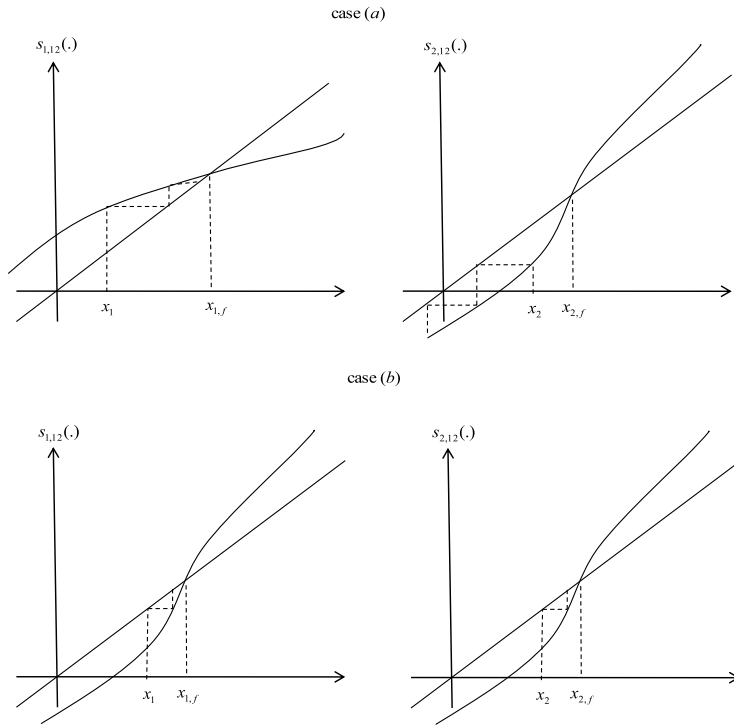 case (a)
s1,12(.)
s2,12(.)
x1
x1,f
x2
x2,f
case (b)
s1,12(.)
s2,12(.)
x1
x1,f
x2
x2,f